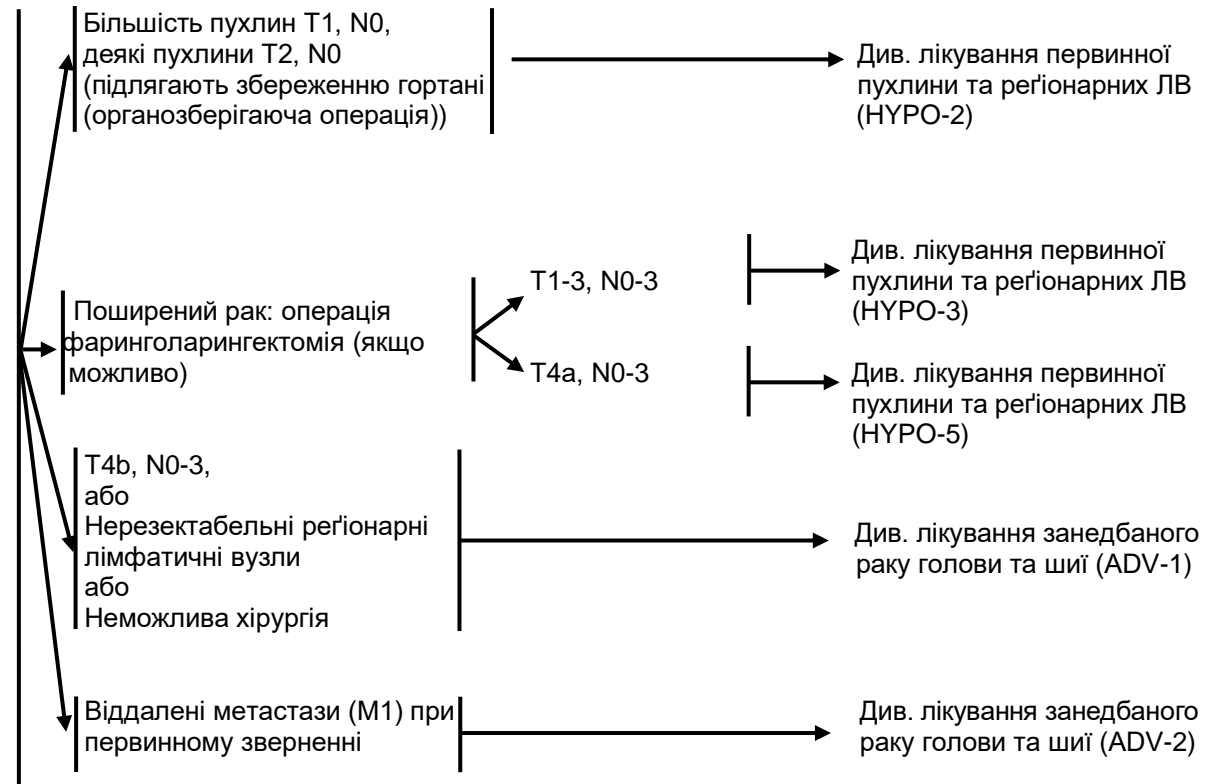 Більшість пухлин T1, N0,
деякі пухлини T2, N0
(підлягають збереженню гортані
(органозберігаюча операція))
Див. лікування первинної
пухлини та реґіонарних ЛВ
(HYPO-2)
Поширений рак: операція
фаринголарингектомія (якщо
можливо)
T1-3, N0-3
Див. лікування первинної
пухлини та реґіонарних ЛВ
(HYPO-3)
T4a, N0-3
Див. лікування первинної
пухлини та реґіонарних ЛВ
(HYPO-5)
T4b, N0-3,
або
Нерезектабельні реґіонарні
лімфатичні вузли
або
Неможлива хірургія
Див. лікування занедбаного
раку голови та шиї (ADV-1)
Віддалені метастази (M1) при
первинному зверненні
Див. лікування занедбаного
раку голови та шиї (ADV-2)